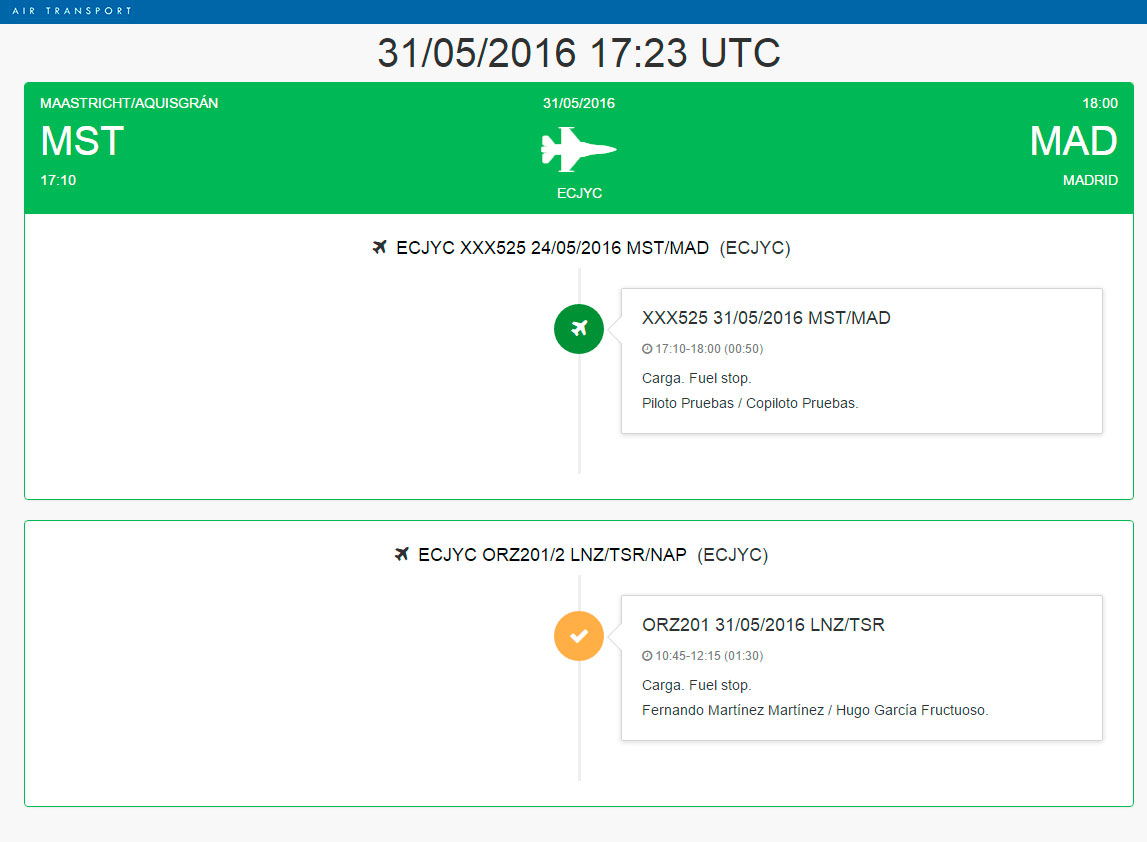 AIR TRANSPORT
31/05/2016 17:23 UTC
MAASTRICHT/AQUISGRÁN
MST
17:10
31/05/2016
ECJYC
18:00
MAD
MADRID
ECJYC XXX525 24/05/2016 MST/MAD (ECJYC)
XXX525 31/05/2016 MST/MAD
17:10-18:00 (00:50)
Carga. Fuel stop.
Piloto Pruebas / Copiloto Pruebas.
ECJYC ORZ201/2 LNZ/TSR/NAP (ECJYC)
ORZ201 31/05/2016 LNZ/TSR
10:45-12:15 (01:30)
Carga. Fuel stop.
Fernando Martínez Martínez / Hugo García Fructuoso.